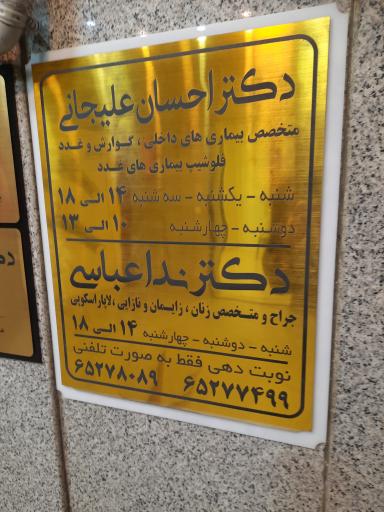 دکتر احسان علیجانی
متخصص بیماری های داخلی ، گوارش و غدد
فلوشیپ بیماری های غدد
شنبه - یکشنبه - سه شنبه ۱۴ الی ۱۸
دوشنبه - چهارشنبه ۱۰ الی ۱۳
دکتر ندا عباسی
جراح و متخصص زنان ، زایمان و نازایی ، لاپاراسکوپی
شنبه - دوشنبه - چهارشنبه ۱۴ الی ۱۸
نوبت دهی فقط به صورت تلفنی
۶۵۲۷۷۴۹۹ ۶۵۲۷۸۰۸۹